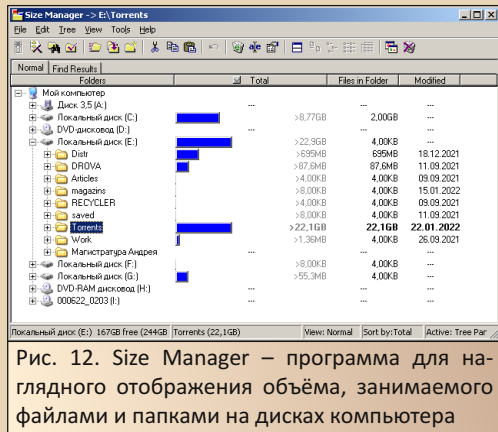 Size Manager -> E:\Torrents
File Edit Tree View Tools Help
Normal Find Results
Folders Total Files in Folder Modified
Мой компьютер
Диск 3,5 (A:) ... ... ...
Локальный диск (C:) >8,77GB 2,00GB ...
DVD-дисковод (D:) ... ... ...
Локальный диск (E:) >22,9GB 4,00KB ...
Distr >695MB 695MB 18.12.2021
DROVA >87,6MB 87,6MB 11.09.2021
Articles >4,00KB 4,00KB 09.09.2021
magazins >8,00KB 4,00KB 15.01.2022
RECYCLER >4,00KB 4,00KB 09.09.2021
saved >8,00KB 4,00KB 11.09.2021
Torrents >22,1GB 22,1GB 22.01.2022
Work >1,36MB 4,00KB 26.09.2021
Магистратура Андрея ... ...
Локальный диск (F:) >8,00KB 4,00KB ...
Локальный диск (G:) >55,3MB 4,00KB ...
DVD-RAM дисковод (H:) ... ... ...
000622_0203 (I:) ... ... ...
Локальный диск (E:) 167GB free (244GB Torrents (22,1GB) View: Normal Sort by:Total Active: Tree Par
Рис. 12. Size Manager – программа для на-
глядного отображения объёма, занимаемого
файлами и папками на дисках компьютера